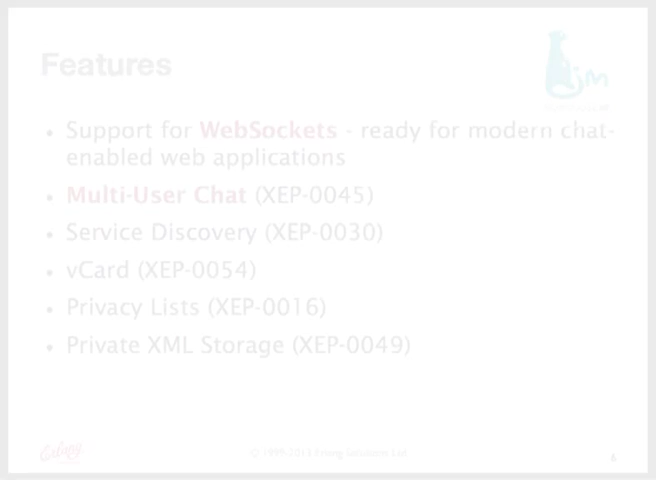 Features
• Support for WebSockets - ready for modern chat-
enabled web applications
• Multi-User Chat (XEP-0045)
• Service Discovery (XEP-0030)
• vCard (XEP-0054)
• Privacy Lists (XEP-0016)
• Private XML Storage (XEP-0049)
Erlang
© 1999-2013 Erlang Solutions Ltd.